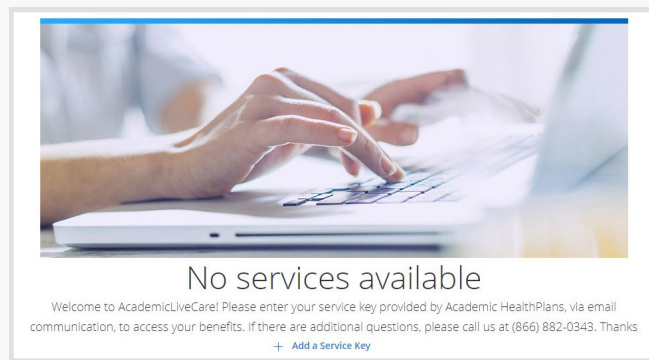 No services available
Welcome to AcademicLiveCare! Please enter your service key provided by Academic HealthPlans, via email
communication, to access your benefits. If there are additional questions, please call us at (866) 882-0343. Thanks
+ Add a Service Key